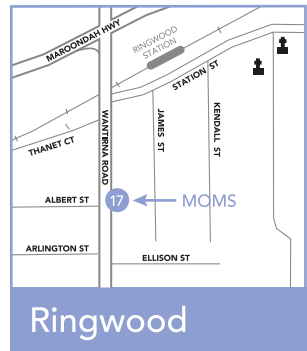 MAROONDAH HWY
RINGWOOD
STATION
STATION ST
THANET CT
WANTIRNA ROAD
JAMES ST
KENDALL ST
ALBERT ST
17
MOMS
ARLINGTON ST
ELLISON ST
Ringwood